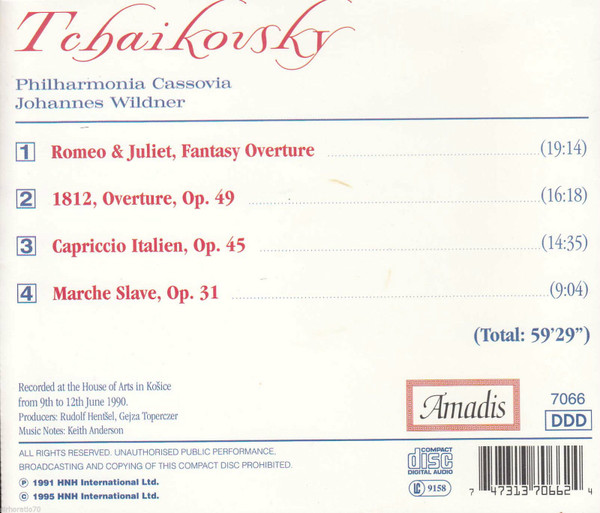 Tchaikovsky
Philharmonia Cassovia
Johannes Wildner
1 Romeo & Juliet, Fantasy Overture (19:14)
2 1812, Overture, Op. 49 (16:18)
3 Capriccio Italien, Op. 45 (14:35)
4 Marche Slave, Op. 31 (9:04)
(Total: 59’29”)
Recorded at the House of Arts in Košice
from 9th to 12th June 1990.
Producers: Rudolf Hentšel, Gejza Toperczer
Music Notes: Keith Anderson
Amadis
7066
DDD
ALL RIGHTS RESERVED. UNAUTHORISED PUBLIC PERFORMANCE,
BROADCASTING AND COPYING OF THIS COMPACT DISC PROHIBITED.
℗ 1991 HNH International Ltd.
© 1995 HNH International Ltd.
COMPACT
disc
DIGITAL AUDIO
LC 9158
7 47313 70662 4